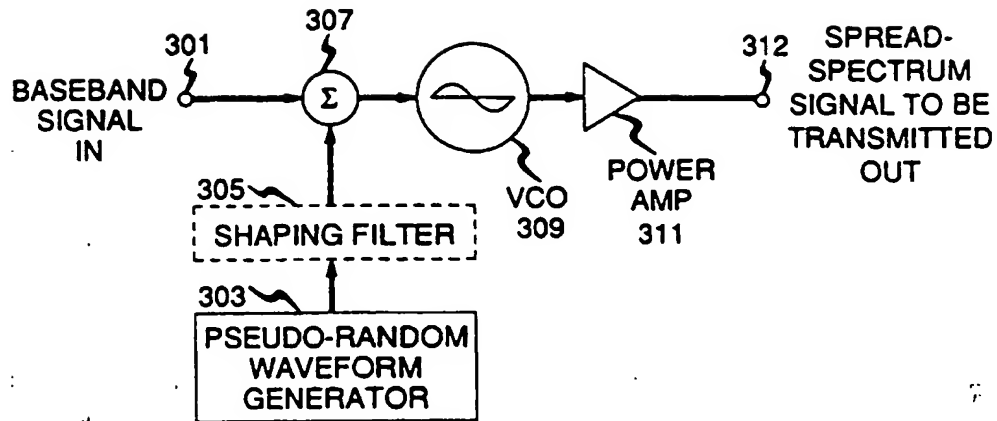 307
301
BASEBAND
SIGNAL
IN
Σ
312
SPREAD-
SPECTRUM
SIGNAL TO BE
TRANSMITTED
OUT
VCO
309
POWER
AMP
311
305
SHAPING FILTER
303
PSEUDO-RANDOM
WAVEFORM
GENERATOR